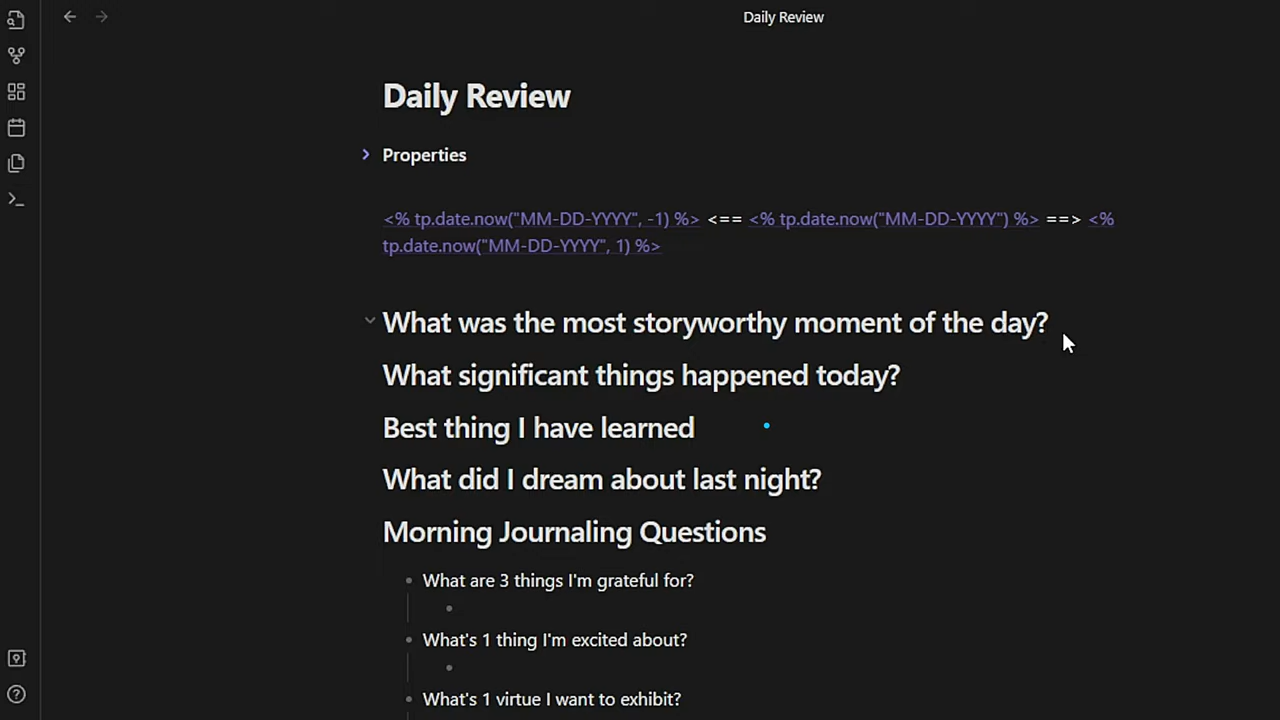 Daily Review
Daily Review
Properties
<% tp.date.now("MM-DD-YYYY", -1) %> <== <% tp.date.now("MM-DD-YYYY") %> ==> <%
tp.date.now("MM-DD-YYYY", 1) %>
What was the most storyworthy moment of the day?
What significant things happened today?
Best thing I have learned
What did I dream about last night?
Morning Journaling Questions
What are 3 things I'm grateful for?
What's 1 thing I'm excited about?
What's 1 virtue I want to exhibit?